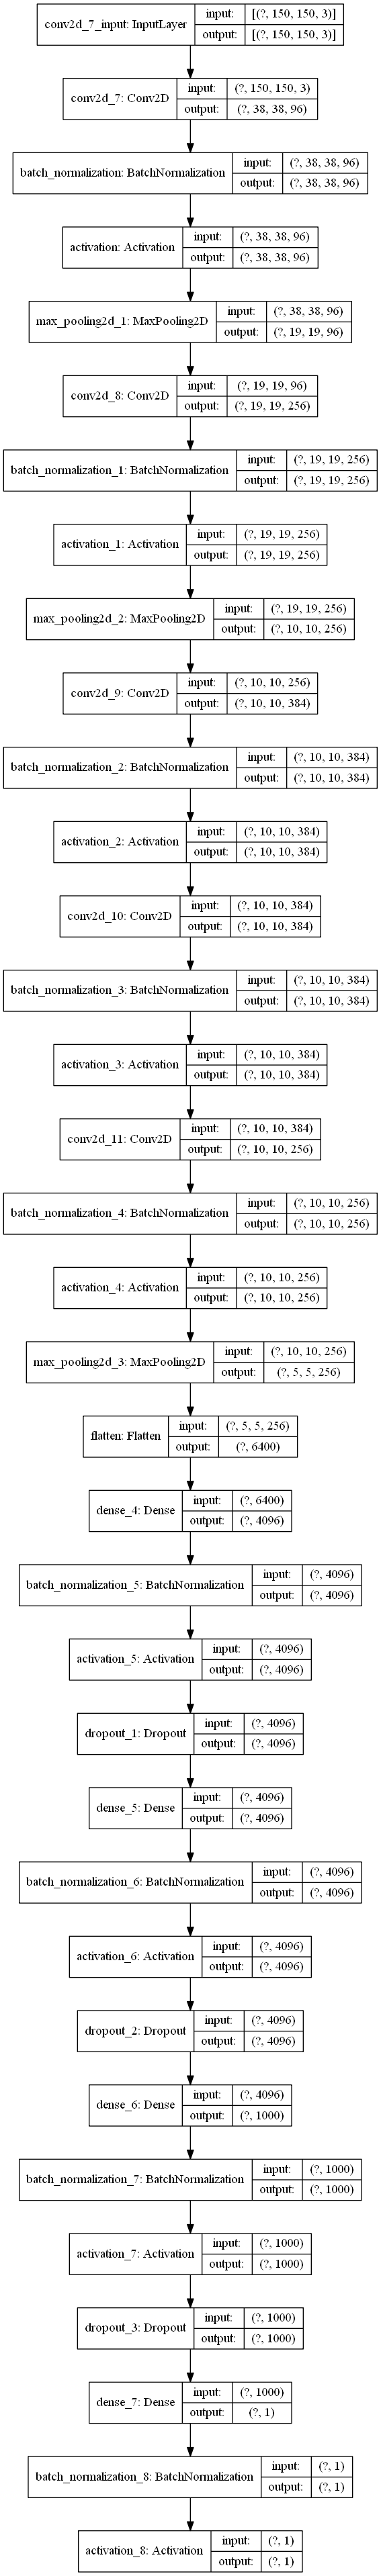 conv2d_7_input: InputLayer
input: [(?, 150, 150, 3)]
output: [(?, 150, 150, 3)]
conv2d_7: Conv2D
input: (?, 150, 150, 3)
output: (?, 38, 38, 96)
batch_normalization: BatchNormalization
input: (?, 38, 38, 96)
output: (?, 38, 38, 96)
activation: Activation
input: (?, 38, 38, 96)
output: (?, 38, 38, 96)
max_pooling2d_1: MaxPooling2D
input: (?, 38, 38, 96)
output: (?, 19, 19, 96)
conv2d_8: Conv2D
input: (?, 19, 19, 96)
output: (?, 19, 19, 256)
batch_normalization_1: BatchNormalization
input: (?, 19, 19, 256)
output: (?, 19, 19, 256)
activation_1: Activation
input: (?, 19, 19, 256)
output: (?, 19, 19, 256)
max_pooling2d_2: MaxPooling2D
input: (?, 19, 19, 256)
output: (?, 10, 10, 256)
conv2d_9: Conv2D
input: (?, 10, 10, 256)
output: (?, 10, 10, 384)
batch_normalization_2: BatchNormalization
input: (?, 10, 10, 384)
output: (?, 10, 10, 384)
activation_2: Activation
input: (?, 10, 10, 384)
output: (?, 10, 10, 384)
conv2d_10: Conv2D
input: (?, 10, 10, 384)
output: (?, 10, 10, 384)
batch_normalization_3: BatchNormalization
input: (?, 10, 10, 384)
output: (?, 10, 10, 384)
activation_3: Activation
input: (?, 10, 10, 384)
output: (?, 10, 10, 384)
conv2d_11: Conv2D
input: (?, 10, 10, 384)
output: (?, 10, 10, 256)
batch_normalization_4: BatchNormalization
input: (?, 10, 10, 256)
output: (?, 10, 10, 256)
activation_4: Activation
input: (?, 10, 10, 256)
output: (?, 10, 10, 256)
max_pooling2d_3: MaxPooling2D
input: (?, 10, 10, 256)
output: (?, 5, 5, 256)
flatten: Flatten
input: (?, 5, 5, 256)
output: (?, 6400)
dense_4: Dense
input: (?, 6400)
output: (?, 4096)
batch_normalization_5: BatchNormalization
input: (?, 4096)
output: (?, 4096)
activation_5: Activation
input: (?, 4096)
output: (?, 4096)
dropout_1: Dropout
input: (?, 4096)
output: (?, 4096)
dense_5: Dense
input: (?, 4096)
output: (?, 4096)
batch_normalization_6: BatchNormalization
input: (?, 4096)
output: (?, 4096)
activation_6: Activation
input: (?, 4096)
output: (?, 4096)
dropout_2: Dropout
input: (?, 4096)
output: (?, 4096)
dense_6: Dense
input: (?, 4096)
output: (?, 1000)
batch_normalization_7: BatchNormalization
input: (?, 1000)
output: (?, 1000)
activation_7: Activation
input: (?, 1000)
output: (?, 1000)
dropout_3: Dropout
input: (?, 1000)
output: (?, 1000)
dense_7: Dense
input: (?, 1000)
output: (?, 1)
batch_normalization_8: BatchNormalization
input: (?, 1)
output: (?, 1)
activation_8: Activation
input: (?, 1)
output: (?, 1)